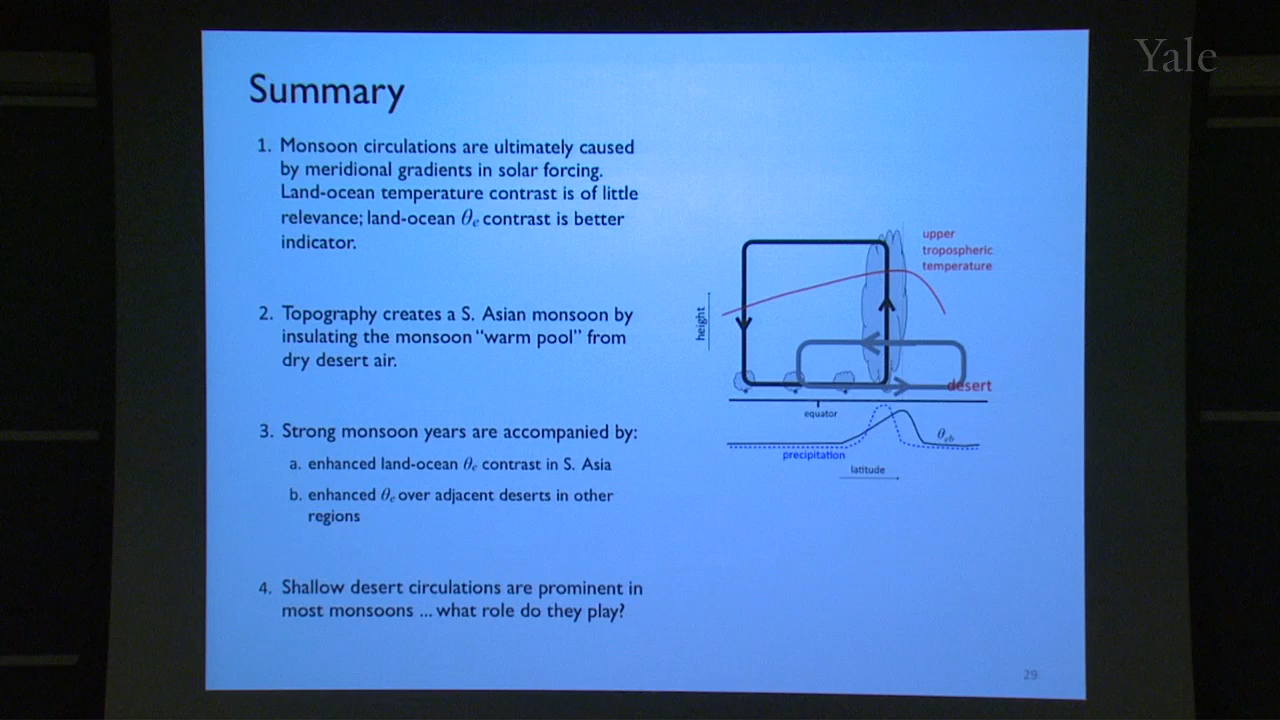 Yale
Summary
1. Monsoon circulations are ultimately caused
by meridional gradients in solar forcing.
Land-ocean temperature contrast is of little
relevance; land-ocean θe contrast is better
indicator.
2. Topography creates a S. Asian monsoon by
insulating the monsoon “warm pool” from
dry desert air.
3. Strong monsoon years are accompanied by:
a. enhanced land-ocean θe contrast in S. Asia
b. enhanced θe over adjacent deserts in other
regions
4. Shallow desert circulations are prominent in
most monsoons ... what role do they play?
upper
tropospheric
temperature
height
desert
equator
θeb
precipitation
latitude
29